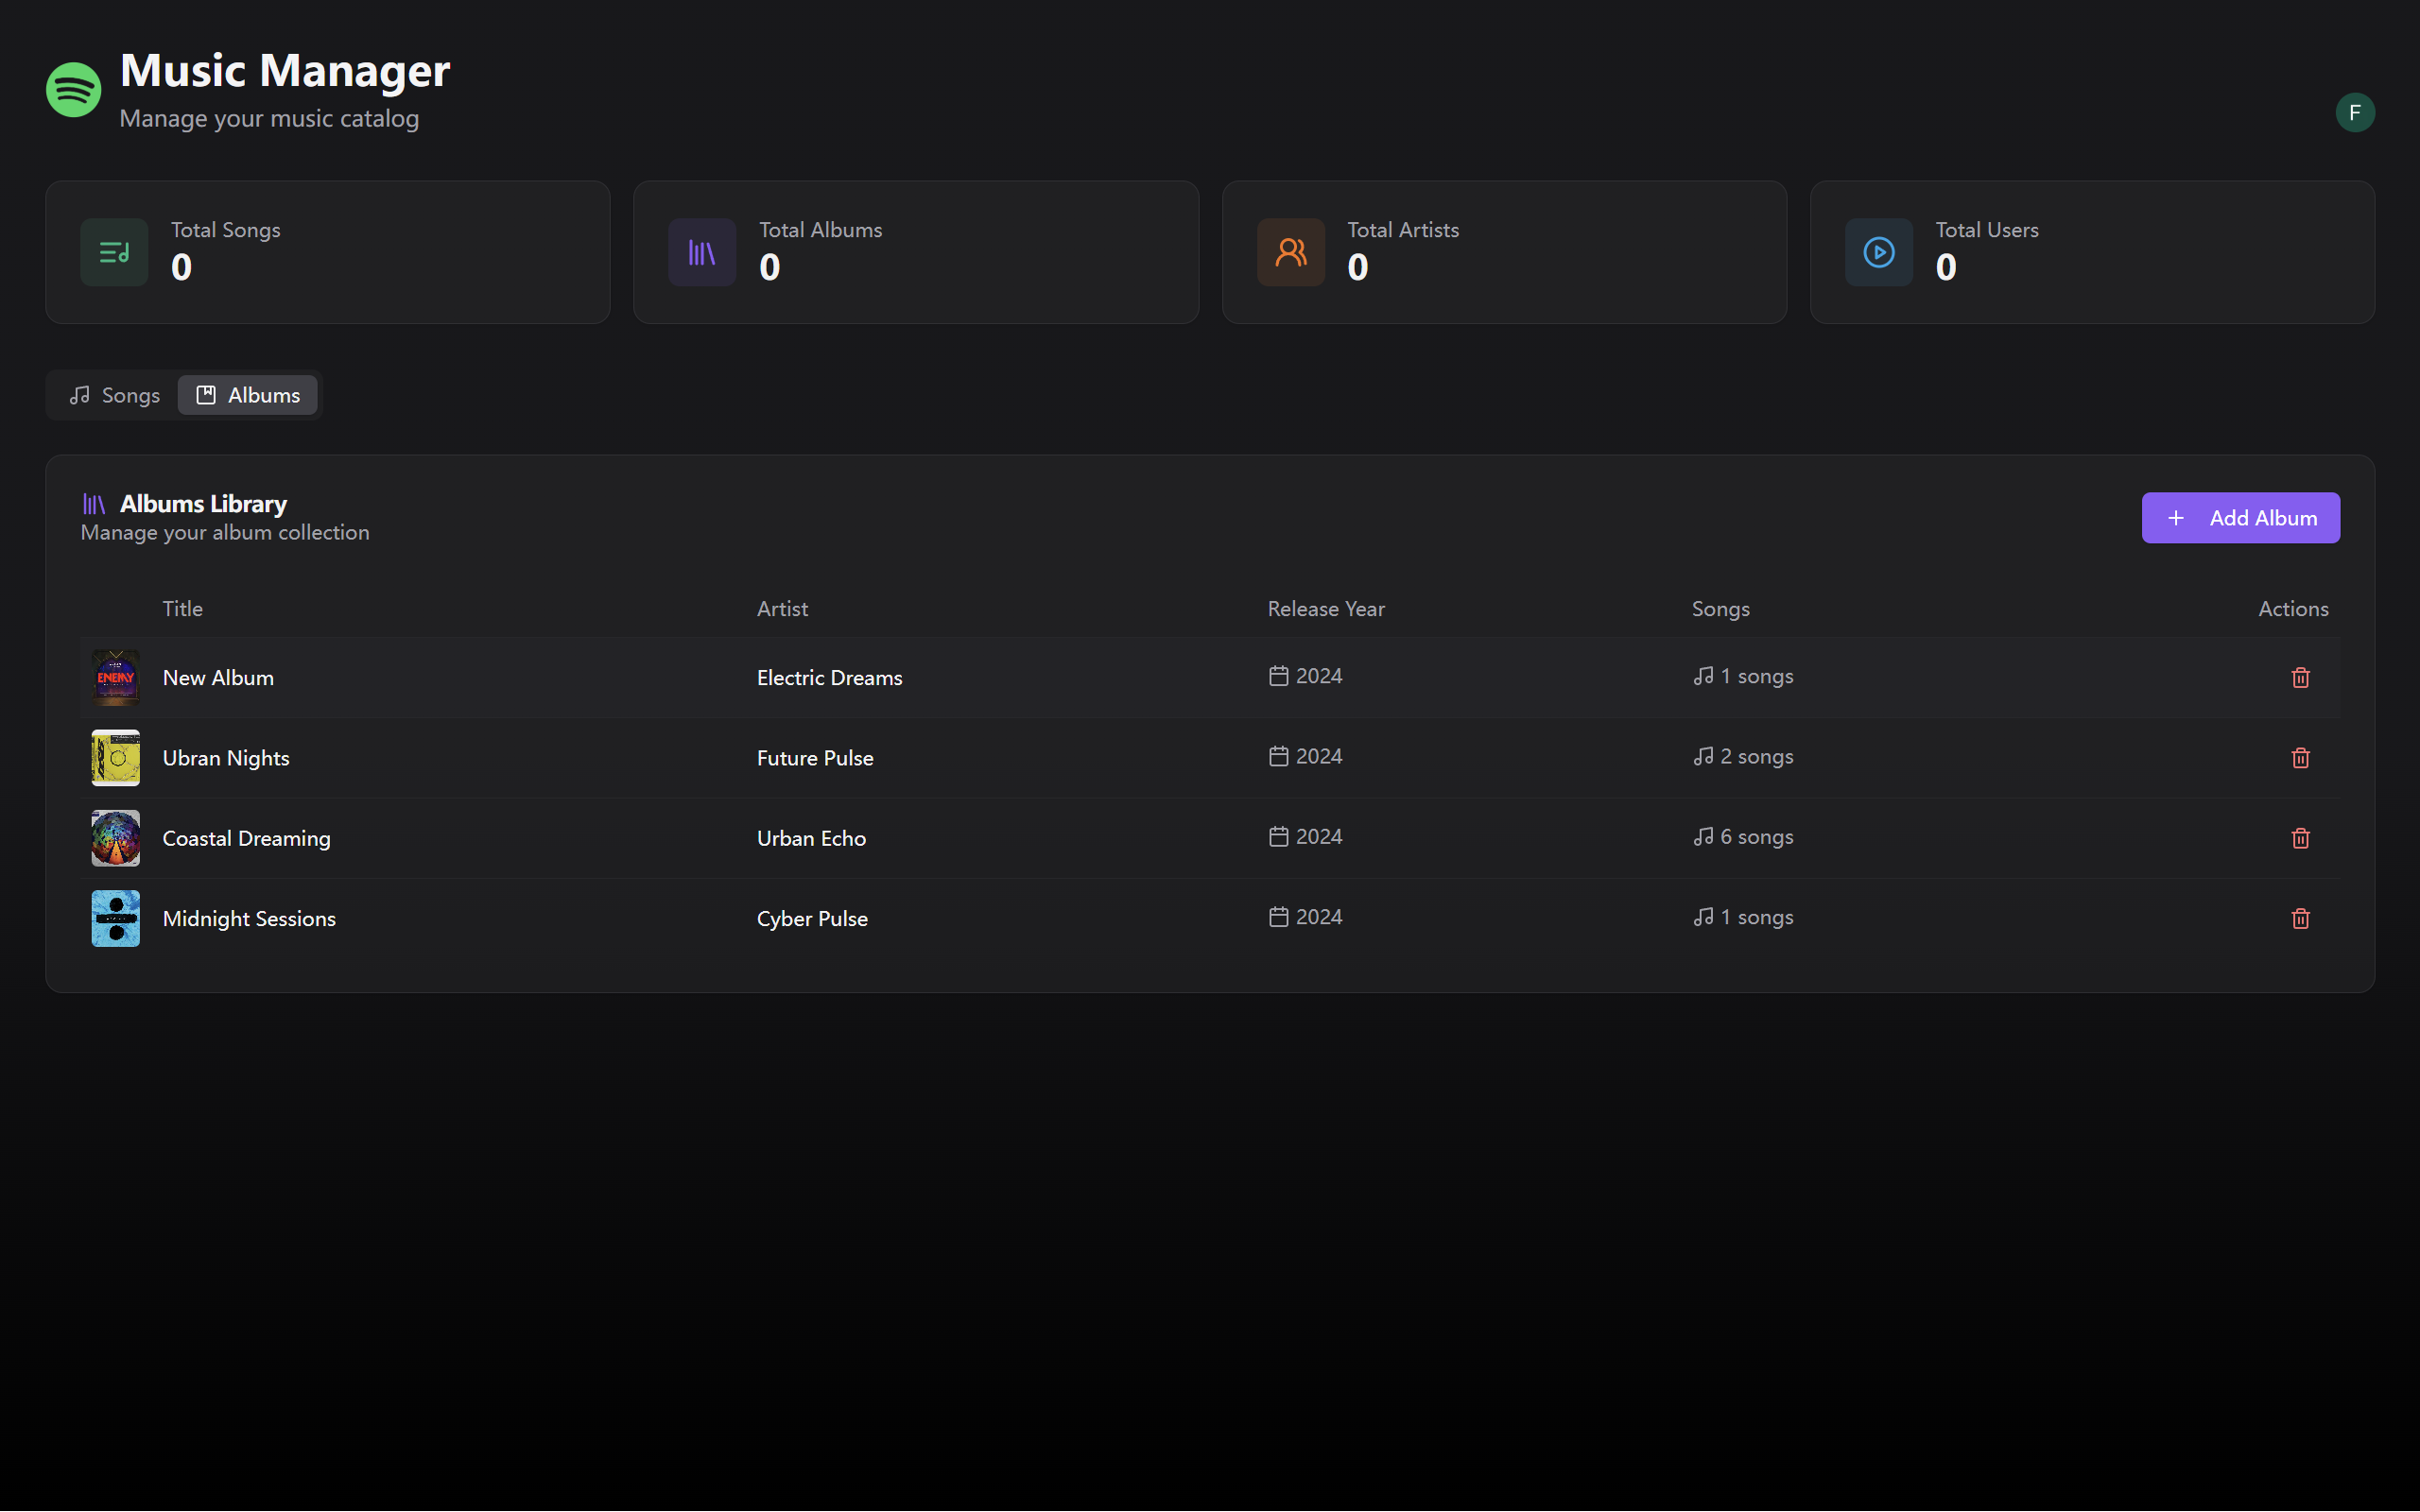 Music Manager
Manage your music catalog
F
Total Songs
0
Total Albums
0
Total Artists
0
Total Users
0
Songs
Albums
Albums Library
Manage your album collection
+ Add Album
Title Artist Release Year Songs Actions
ENEMY
New Album Electric Dreams 2024 1 songs
Ubran Nights Future Pulse 2024 2 songs
Coastal Dreaming Urban Echo 2024 6 songs
Midnight Sessions Cyber Pulse 2024 1 songs